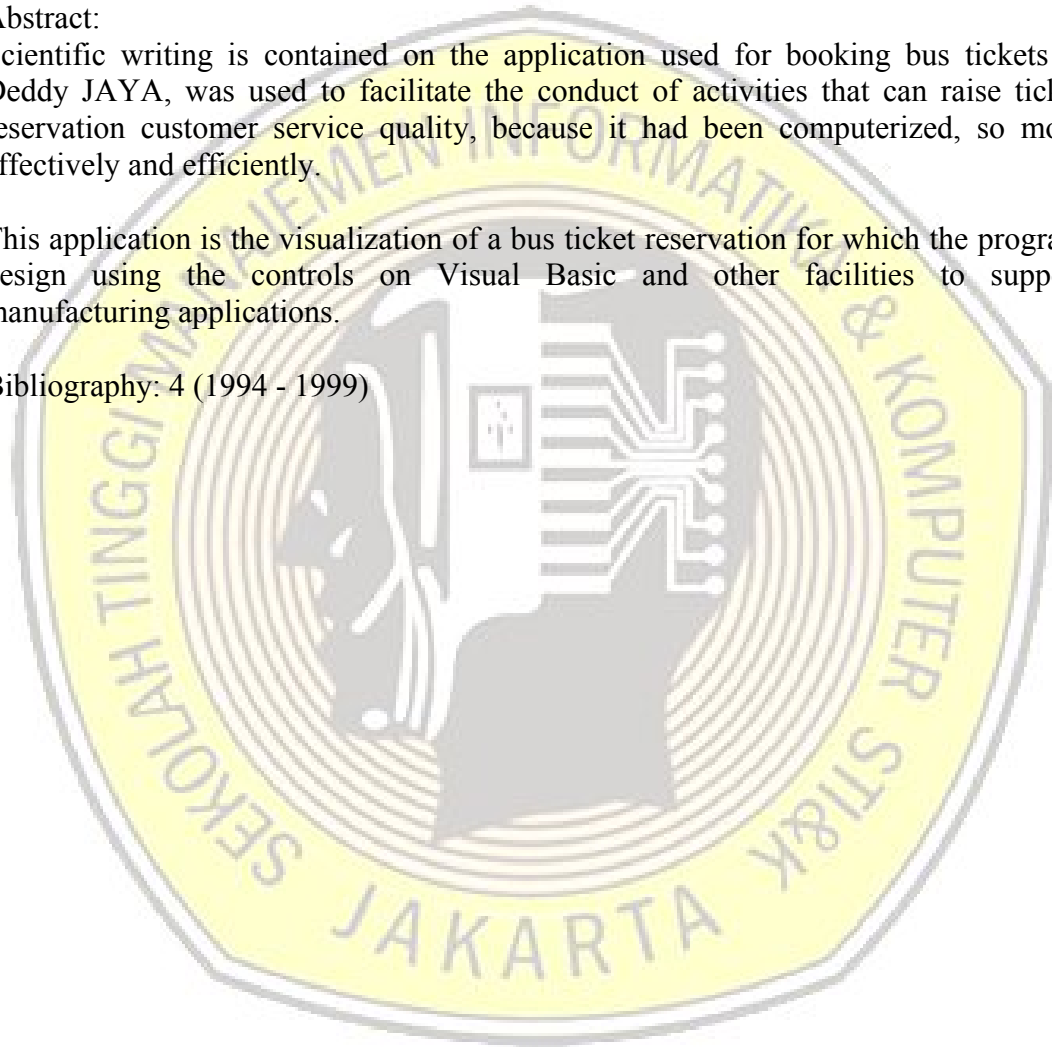 Abstract:
cientific writing is contained on the application used for booking bus tickets
Deddy JAYA, was used to facilitate the conduct of activities that can raise tick
eservation customer service quality, because it had been computerized, so mo
ffectively and efficiently.
This application is the visualization of a bus ticket reservation for which the progra
esign using the controls on Visual Basic and other facilities to supp
manufacturing applications.
Bibliography: 4 (1994 - 1999)
SEKOLAH TINGGI MANAJEMEN INFORMATIKA & KOMPUTER STI&K
JAKARTA